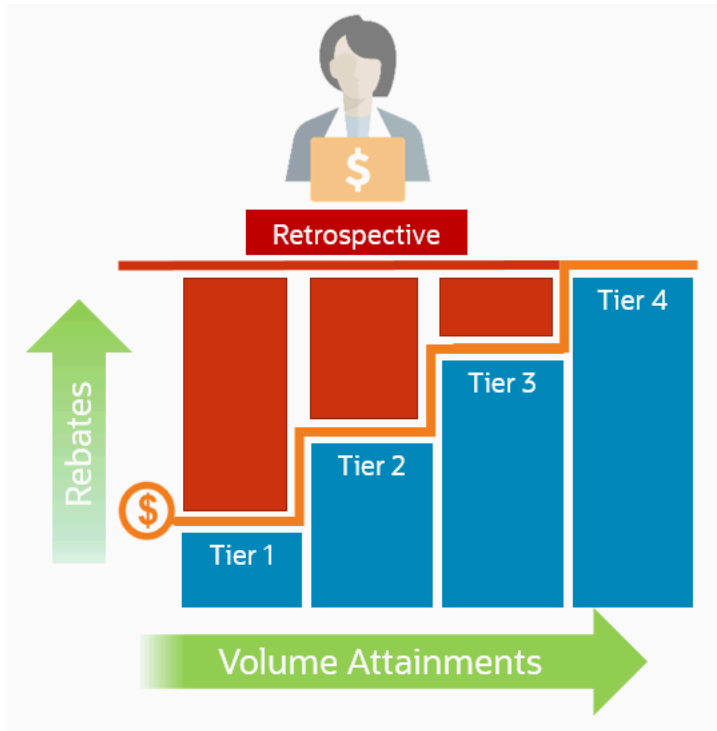 $
Retrospective
Tier 4
Tier 3
Rebates
Tier 2
$
Tier 1
Volume Attainments